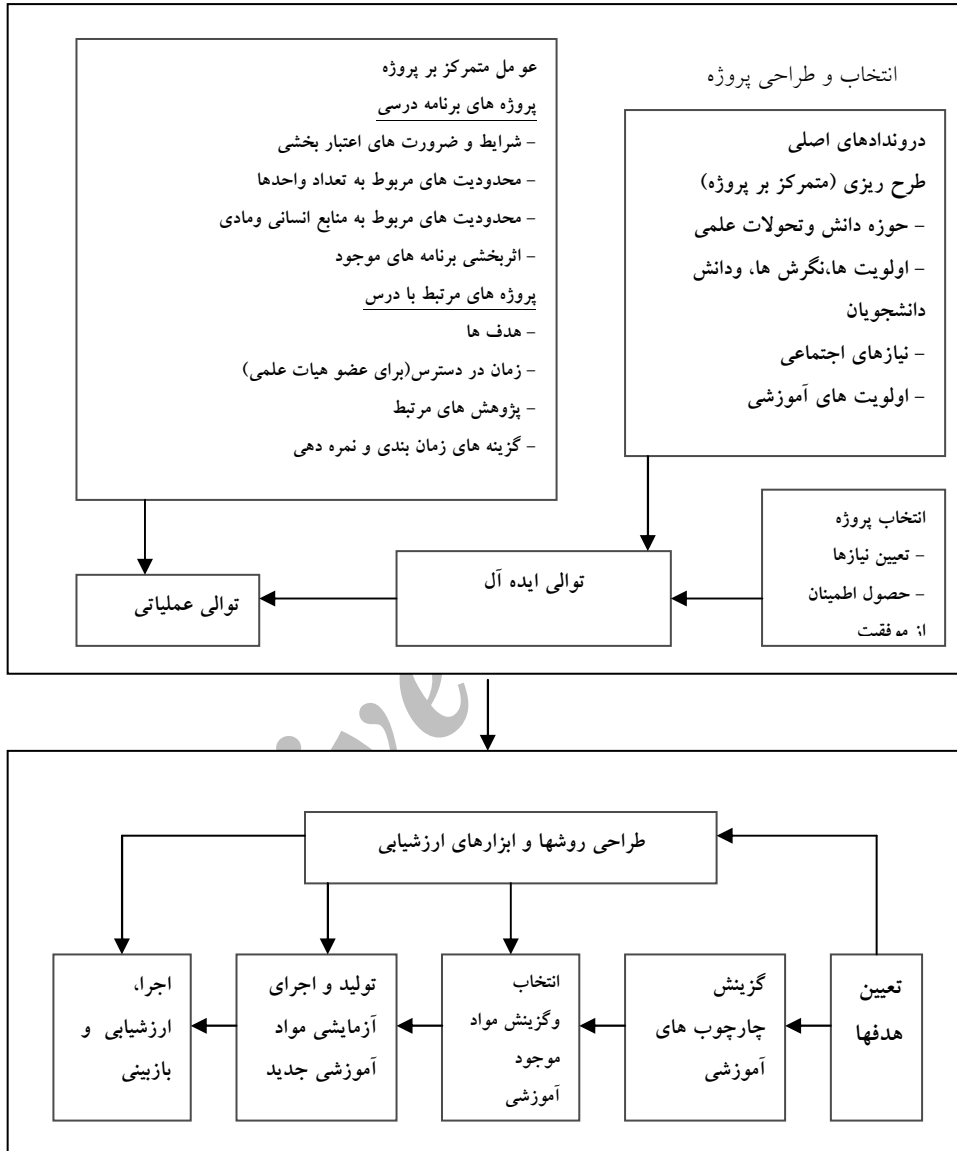 انتخاب و طراحی پروژه
دروندادهای اصلی
طرح ریزی (متمرکز بر پروژه)
– حوزه دانش وتحولات علمی
– اولویت ها،نگرش ها، ودانش
دانشجویان
– نیازهای اجتماعی
– اولویت های آموزشی
عو مل متمرکز بر پروژه
پروژه های برنامه درسی
– شرایط و ضرورت های اعتبار بخشی
– محدودیت های مربوط به تعداد واحدها
– محدودیت های مربوط به منابع انسانی ومادی
– اثربخشی برنامه های موجود
پروژه های مرتبط با درس
– هدف ها
– زمان در دسترس(برای عضو هیات علمی)
– پژوهش های مرتبط
– گزینه های زمان بندی و نمره دهی
انتخاب پروژه
– تعیین نیازها
– حصول اطمینان
از موفقیت
توالی ایده آل
توالی عملیاتی
ive
طراحی روشها و ابزارهای ارزشیابی
تعیین
هدفها
گزینش
چارچوب های
آموزشی
انتخاب
وگزینش مواد
موجود
آموزشی
تولید و اجرای
آزمایشی مواد
آموزشی جدید
اجرا،
ارزشیابی و
بازبینی